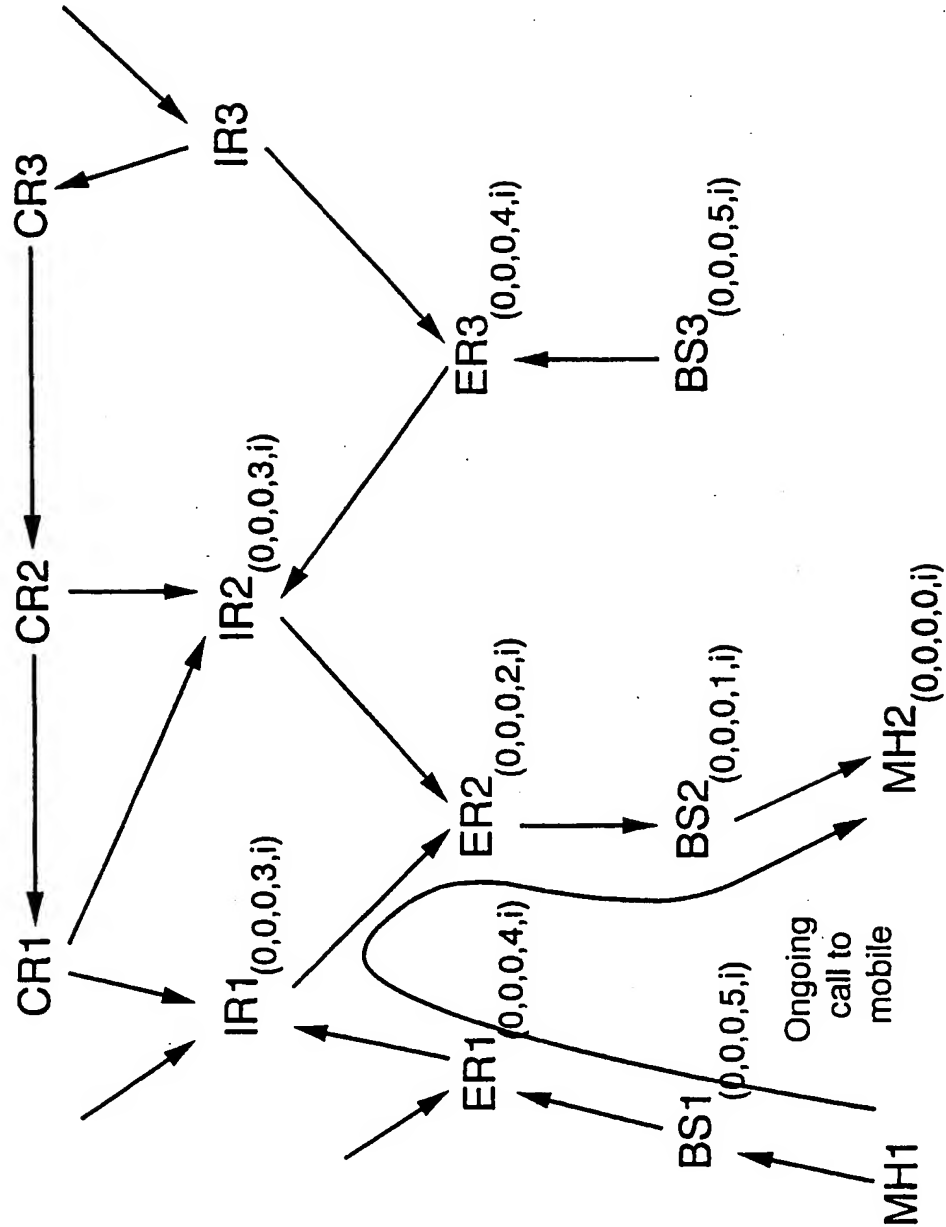 CR1
CR2
CR3
IR1(0,0,0,3,i)
IR2(0,0,0,3,i)
IR3
ER1(0,0,0,4,i)
ER2(0,0,0,2,i)
ER3(0,0,0,4,i)
BS1(0,0,0,5,i)
BS2(0,0,0,1,i)
BS3(0,0,0,5,i)
Ongoing
call to
mobile
MH1
MH2(0,0,0,0,i)